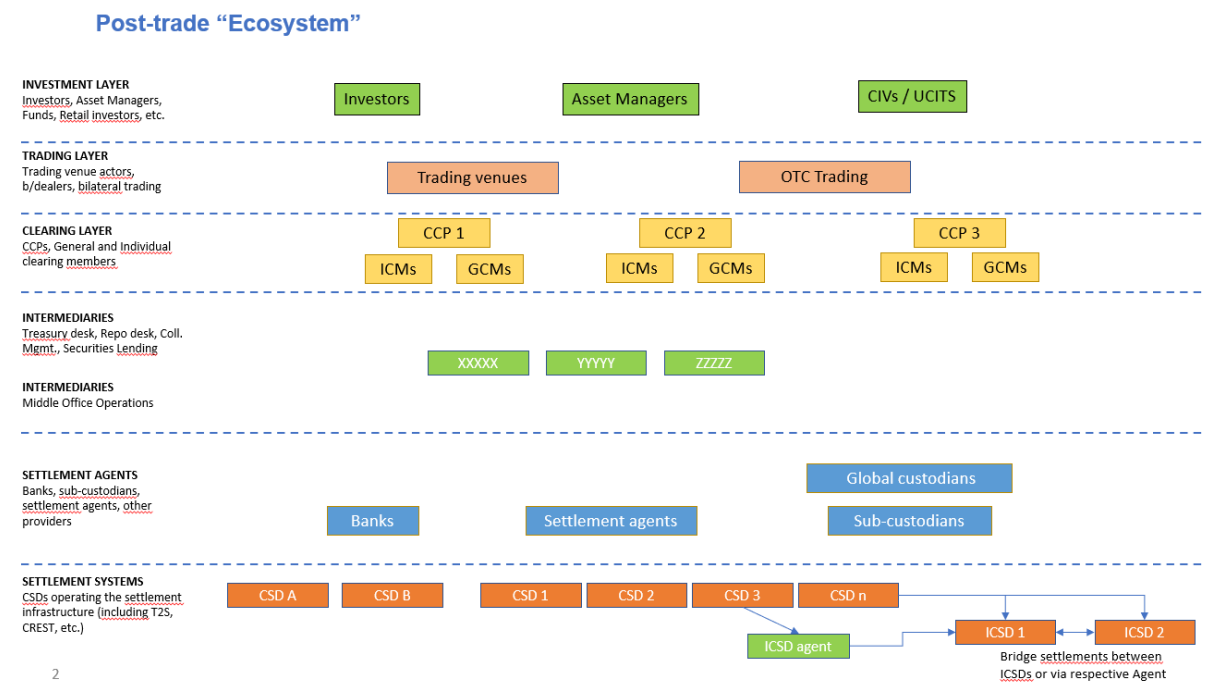 Post-trade “Ecosystem”
INVESTMENT LAYER
Investors, Asset Managers,
Funds, Retail investors, etc.
Investors
Asset Managers
CIVs / UCITS
TRADING LAYER
Trading venue actors,
b/dealers, bilateral trading
Trading venues
OTC Trading
CLEARING LAYER
CCPs, General and Individual
clearing members
CCP 1
CCP 2
CCP 3
ICMs
GCMs
ICMs
GCMs
ICMs
GCMs
INTERMEDIARIES
Treasury desk, Repo desk, Coll.
Mgmt., Securities Lending
XXXXX
YYYYY
ZZZZZ
INTERMEDIARIES
Middle Office Operations
SETTLEMENT AGENTS
Banks, sub-custodians,
settlement agents, other
providers
Global custodians
Banks
Settlement agents
Sub-custodians
SETTLEMENT SYSTEMS
CSDs operating the settlement
infrastructure (including T2S,
CREST, etc.)
CSD A
CSD B
CSD 1
CSD 2
CSD 3
CSD n
ICSD agent
ICSD 1
ICSD 2
Bridge settlements between
ICSDs or via respective Agent
2